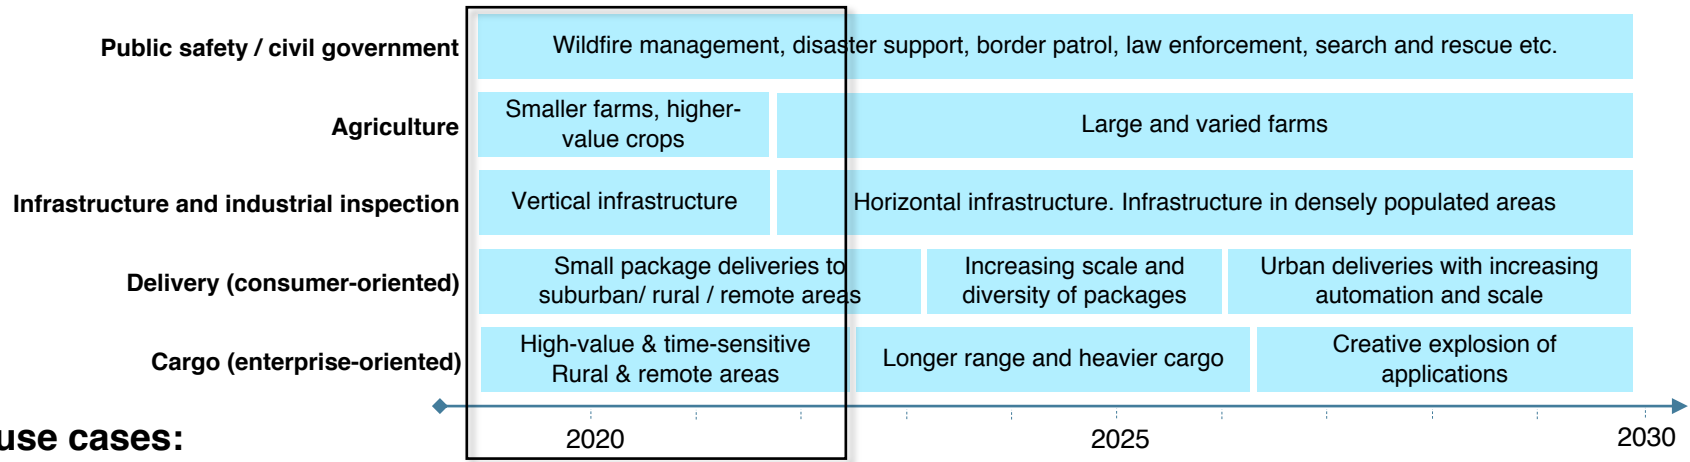 Public safety / civil government
Wildfire management, disaster support, border patrol, law enforcement, search and rescue etc.
Agriculture
Smaller farms, higher-
value crops
Large and varied farms
Infrastructure and industrial inspection
Vertical infrastructure
Horizontal infrastructure. Infrastructure in densely populated areas
Delivery (consumer-oriented)
Small package deliveries to
suburban/ rural / remote areas
Increasing scale and
diversity of packages
Urban deliveries with increasing
automation and scale
Cargo (enterprise-oriented)
High-value & time-sensitive
Rural & remote areas
Longer range and heavier cargo
Creative explosion of
applications
use cases:
2020
2025
2030